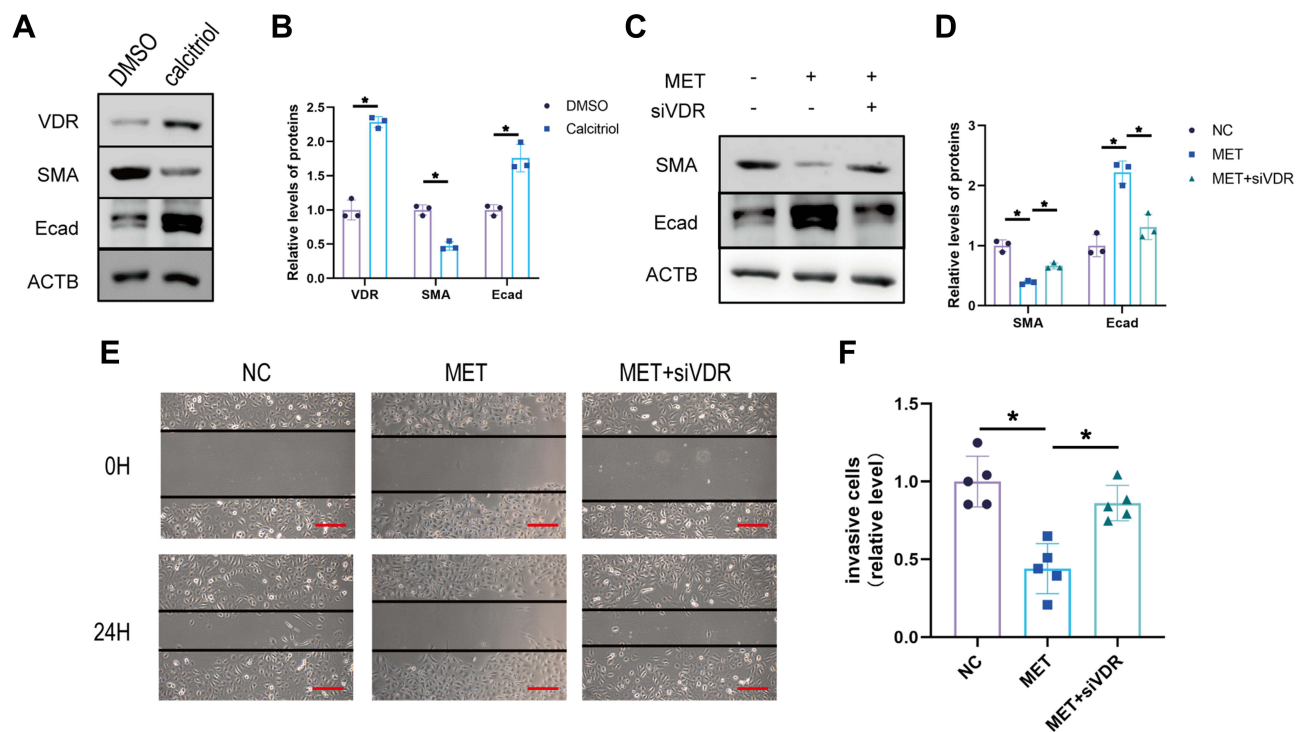 A
DMSO
calcitriol
VDR
SMA
Ecad
ACTB
B
Relative levels of proteins
2.5
2.0
1.5
1.0
0.5
0.0
*
*
*
VDR
SMA
Ecad
DMSO
Calcitriol
C
MET - + +
siVDR - - +
SMA
Ecad
ACTB
D
Relative levels of proteins
3
2
1
0
*
*
*
*
SMA
Ecad
NC
MET
MET+siVDR
E
NC
MET
MET+siVDR
0H
24H
F
invasive cells
(relative level)
1.5
1.0
0.5
0.0
*
*
NC
MET
MET+siVDR